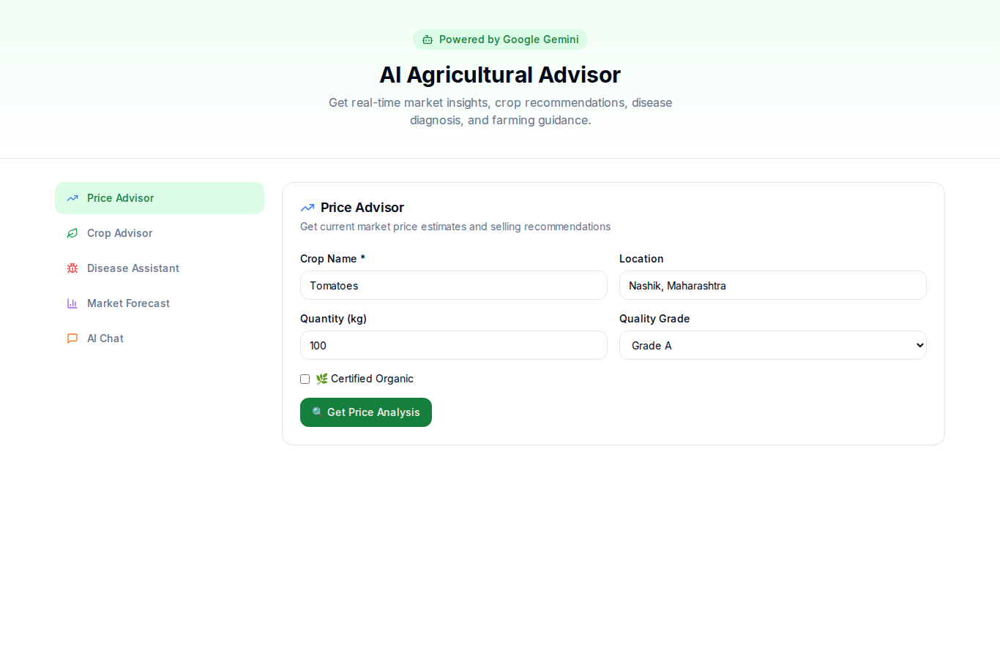 Powered by Google Gemini
AI Agricultural Advisor
Get real-time market insights, crop recommendations, disease
diagnosis, and farming guidance.
Price Advisor
Crop Advisor
Disease Assistant
Market Forecast
AI Chat
Price Advisor
Get current market price estimates and selling recommendations
Crop Name *
Location
Tomatoes
Nashik, Maharashtra
Quantity (kg)
Quality Grade
100
Grade A
🌿 Certified Organic
🔍 Get Price Analysis